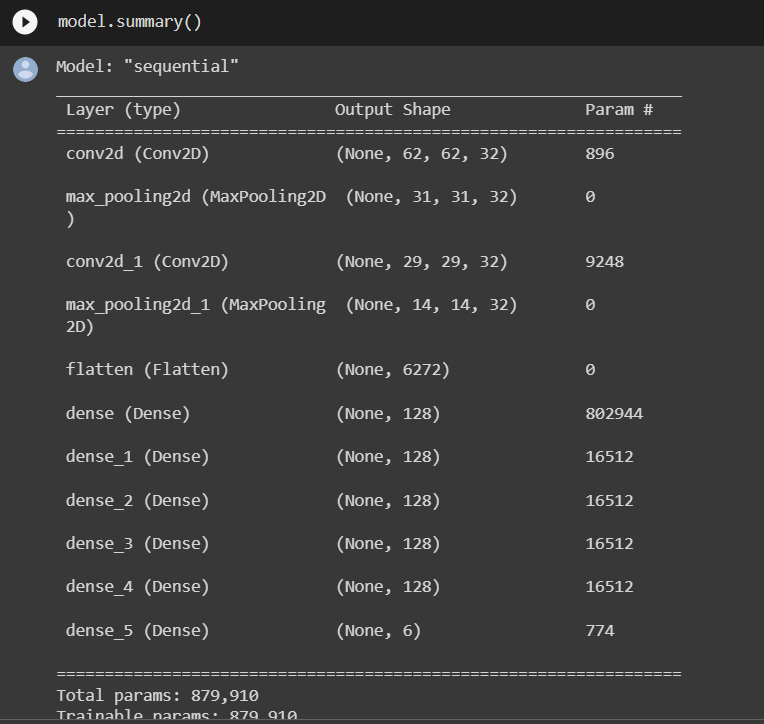 model.summary()
Model: "sequential"
Layer (type) Output Shape Param #
=================================================================
conv2d (Conv2D) (None, 62, 62, 32) 896
max_pooling2d (MaxPooling2D (None, 31, 31, 32) 0
)
conv2d_1 (Conv2D) (None, 29, 29, 32) 9248
max_pooling2d_1 (MaxPooling (None, 14, 14, 32) 0
2D)
flatten (Flatten) (None, 6272) 0
dense (Dense) (None, 128) 802944
dense_1 (Dense) (None, 128) 16512
dense_2 (Dense) (None, 128) 16512
dense_3 (Dense) (None, 128) 16512
dense_4 (Dense) (None, 128) 16512
dense_5 (Dense) (None, 6) 774
=================================================================
Total params: 879,910
Trainable params: 879,910